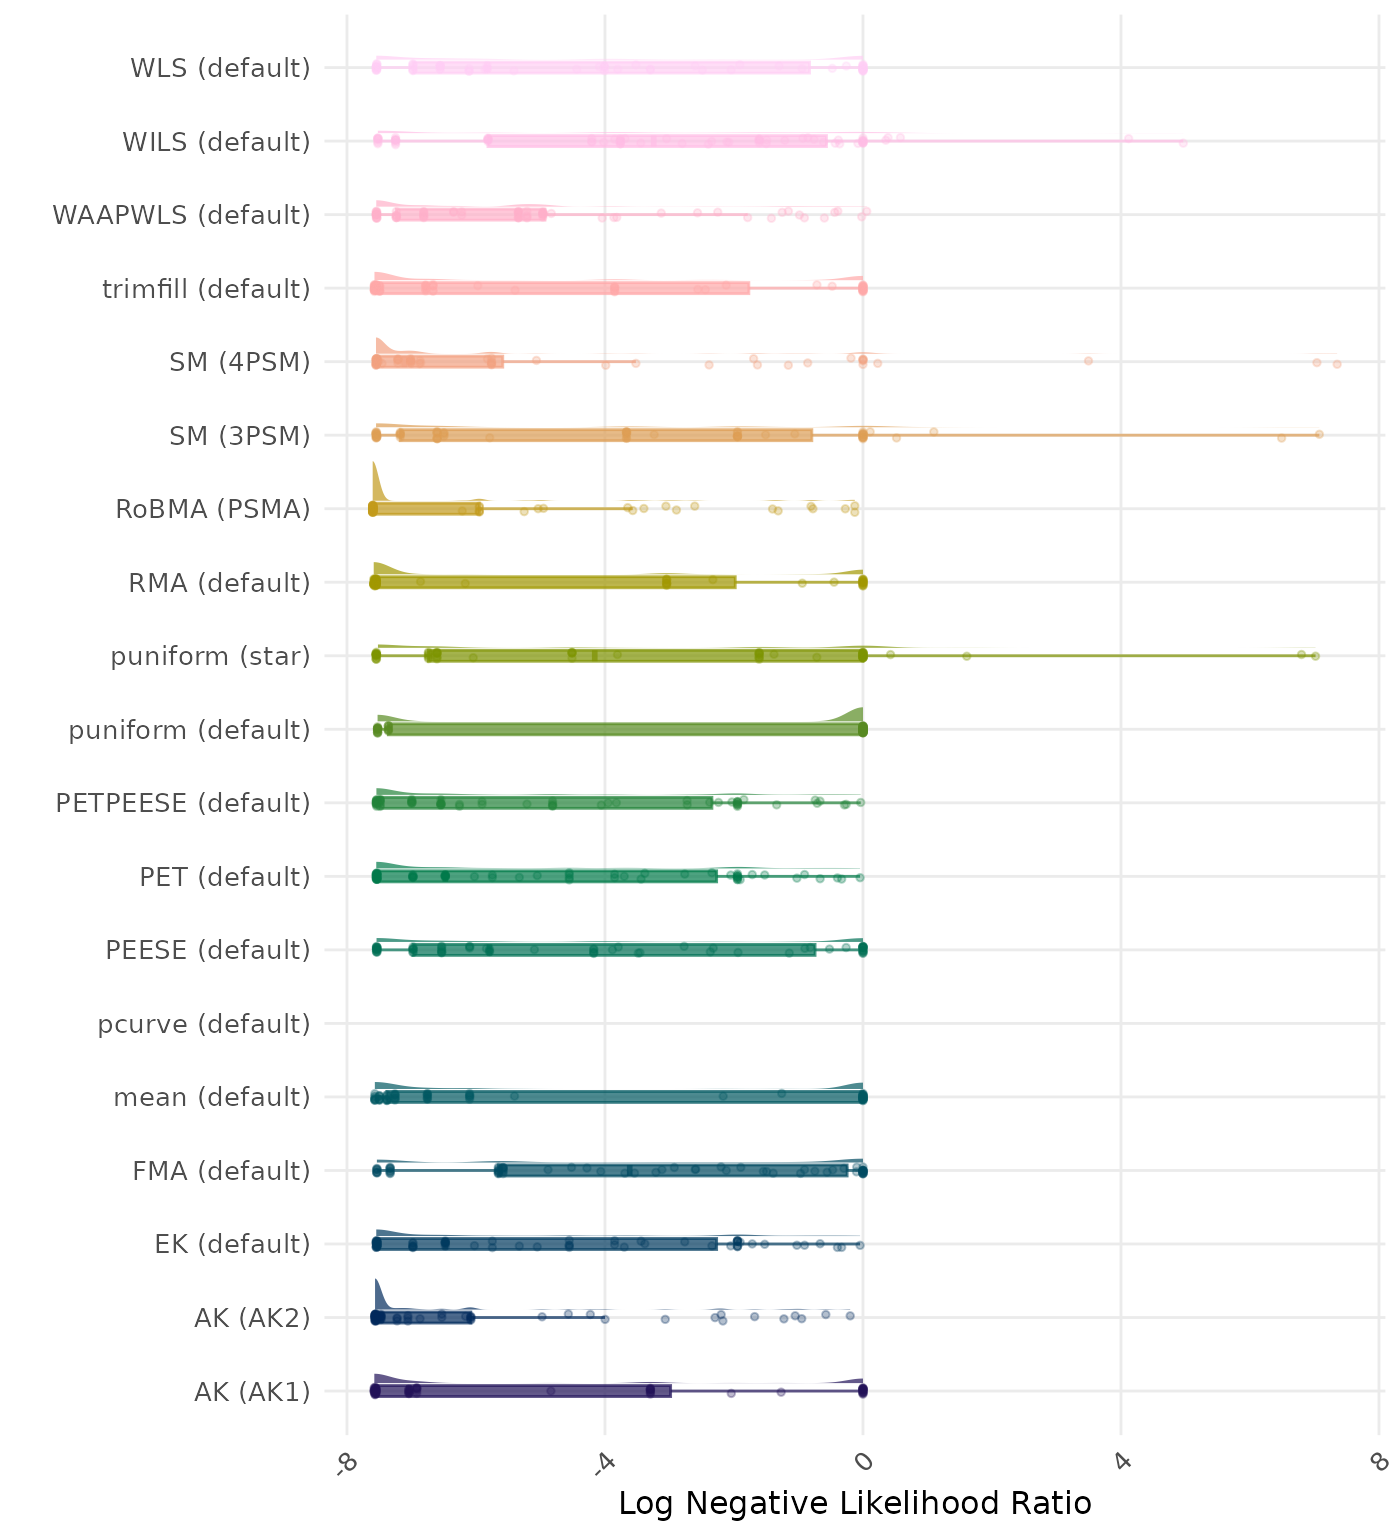 WLS (default)
WILS (default)
WAAPWLS (default)
trimfill (default)
SM (4PSM)
SM (3PSM)
RoBMA (PSMA)
RMA (default)
puniform (star)
puniform (default)
PETPEESE (default)
PET (default)
PEESE (default)
pcurve (default)
mean (default)
FMA (default)
EK (default)
AK (AK2)
AK (AK1)
-8 -4 0 4 8
Log Negative Likelihood Ratio